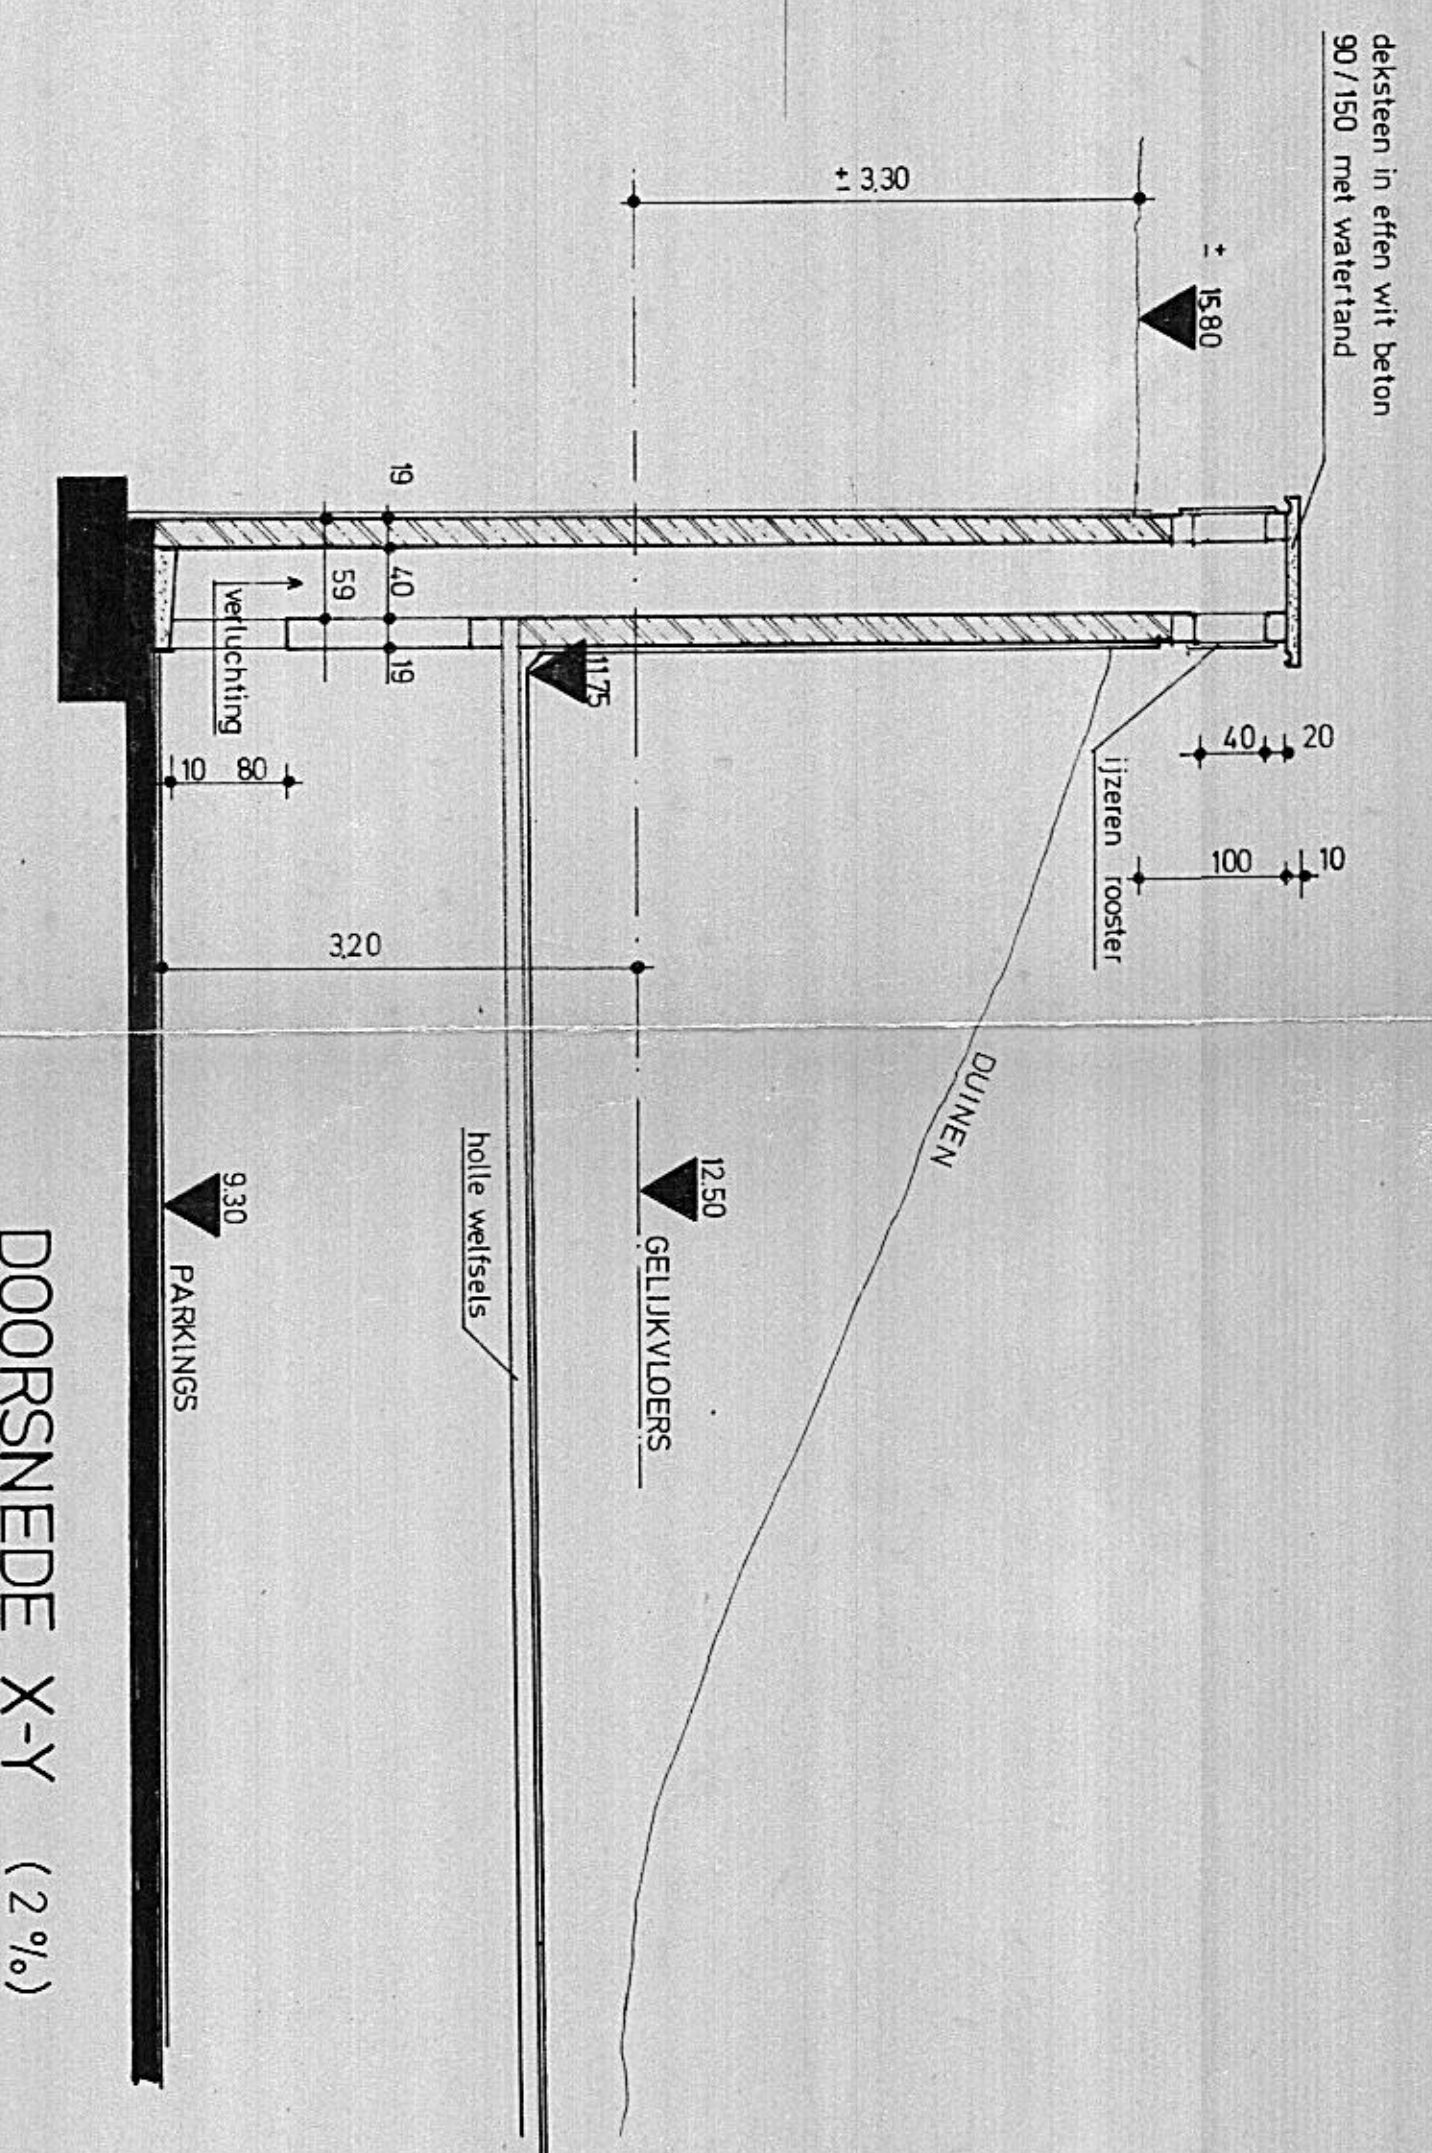 deksteen in effen wit beton
90/150 met watertand
± 15.80
± 3.30
20
40
10
100
ijzeren rooster
DUINEN
12.50
GELIJKVLOERS
11.75
19
40
19
59
verluchting
80
10
3.20
holle welfsels
9.30
PARKINGS
DOORSNEDE X-Y (2%)